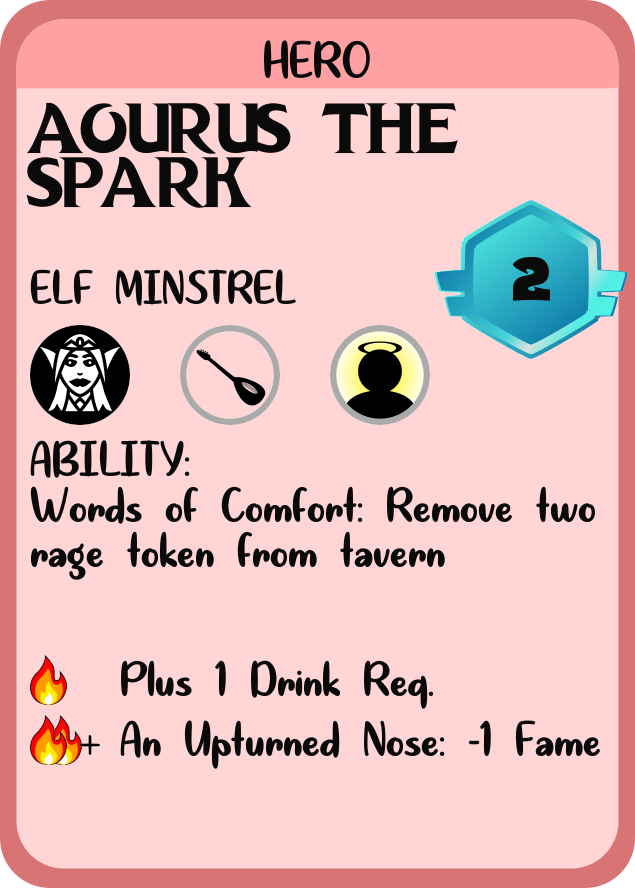 HERO
AOURUS THE
SPARK
2
ELF MINSTREL
ABILITY:
Words of Comfort: Remove two
rage token from tavern
Plus 1 Drink Req.
+ An Upturned Nose: -1 Fame